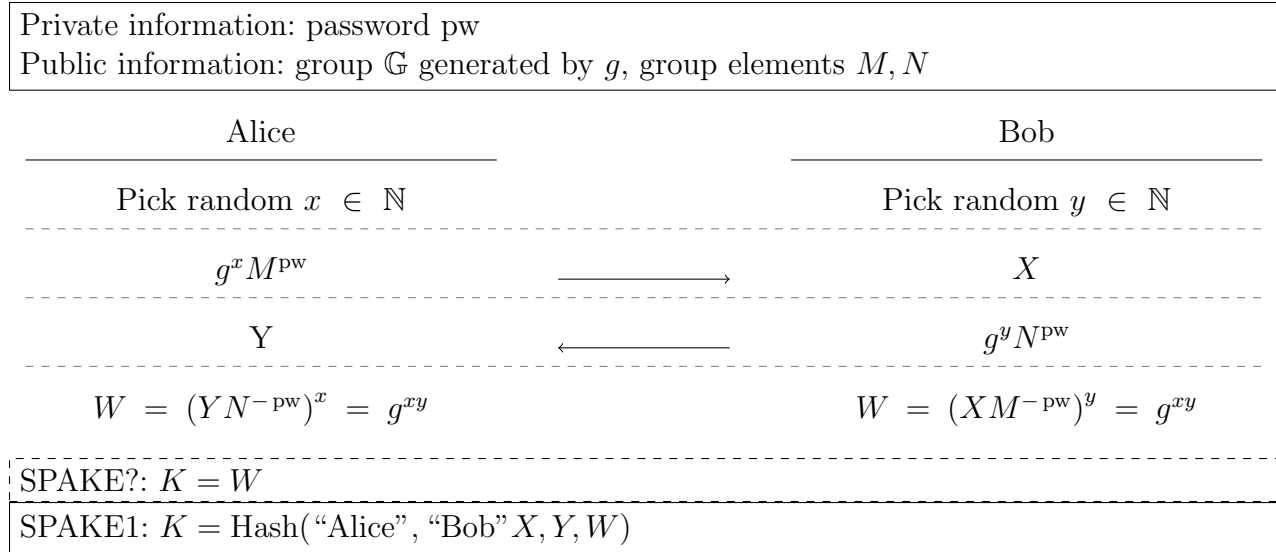 Private information: password pw
Public information: group 𝔾 generated by g, group elements M, N
Alice Bob
Pick random x ∈ ℕ Pick random y ∈ ℕ
g^x M^pw X
Y g^y N^pw
W = (Y N^−pw)^x = g^xy W = (X M^−pw)^y = g^xy
SPAKE?: K = W
SPAKE1: K = Hash(“Alice”, “Bob”X, Y, W)